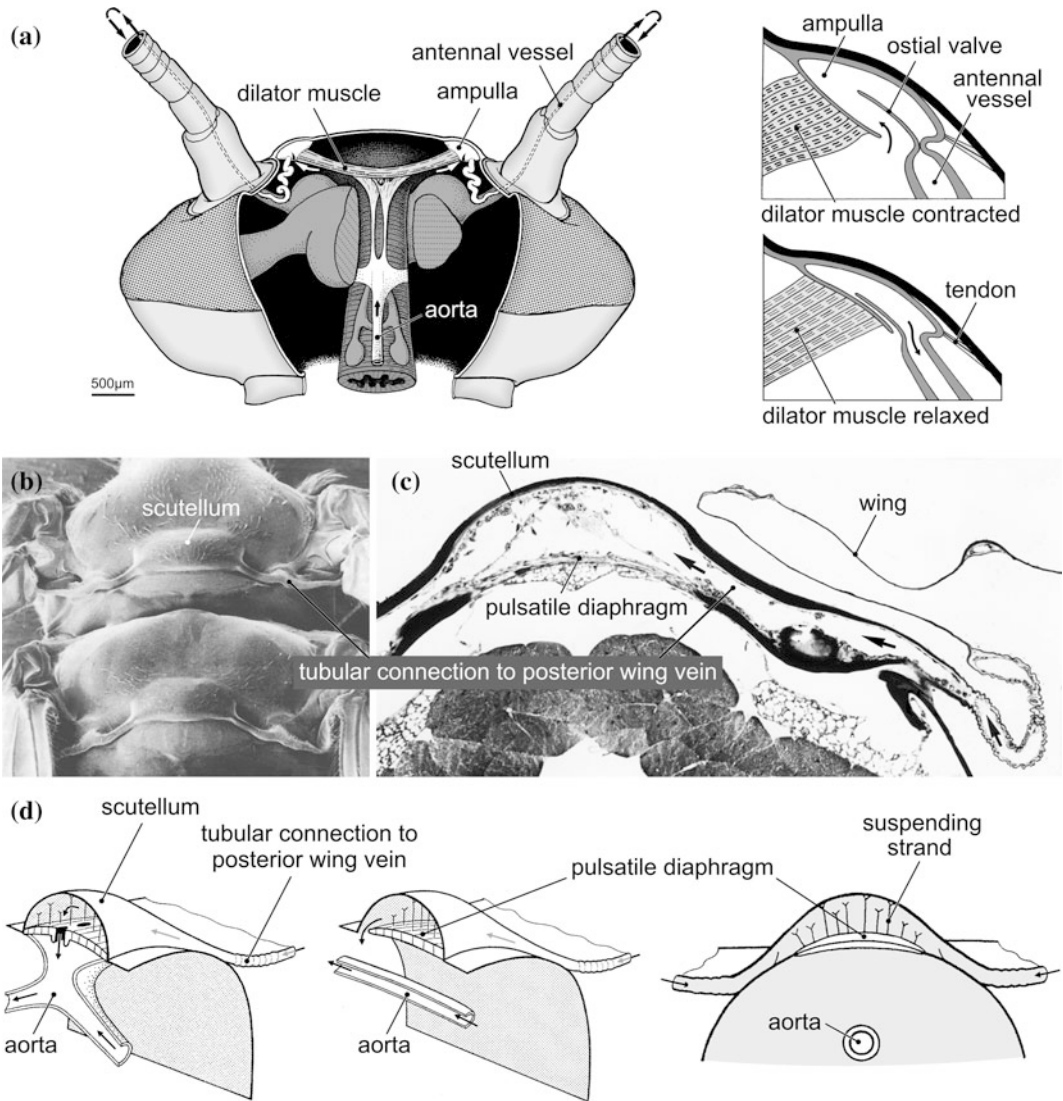 (a)
antennal vessel
dilator muscle
ampulla
aorta
500µm
ampulla
ostial valve
antennal
vessel
dilator muscle contracted
tendon
dilator muscle relaxed
(b)
scutellum
(c)
scutellum
wing
pulsatile diaphragm
tubular connection to posterior wing vein
(d)
scutellum
tubular connection to
posterior wing vein
aorta
pulsatile diaphragm
aorta
suspending
strand
aorta